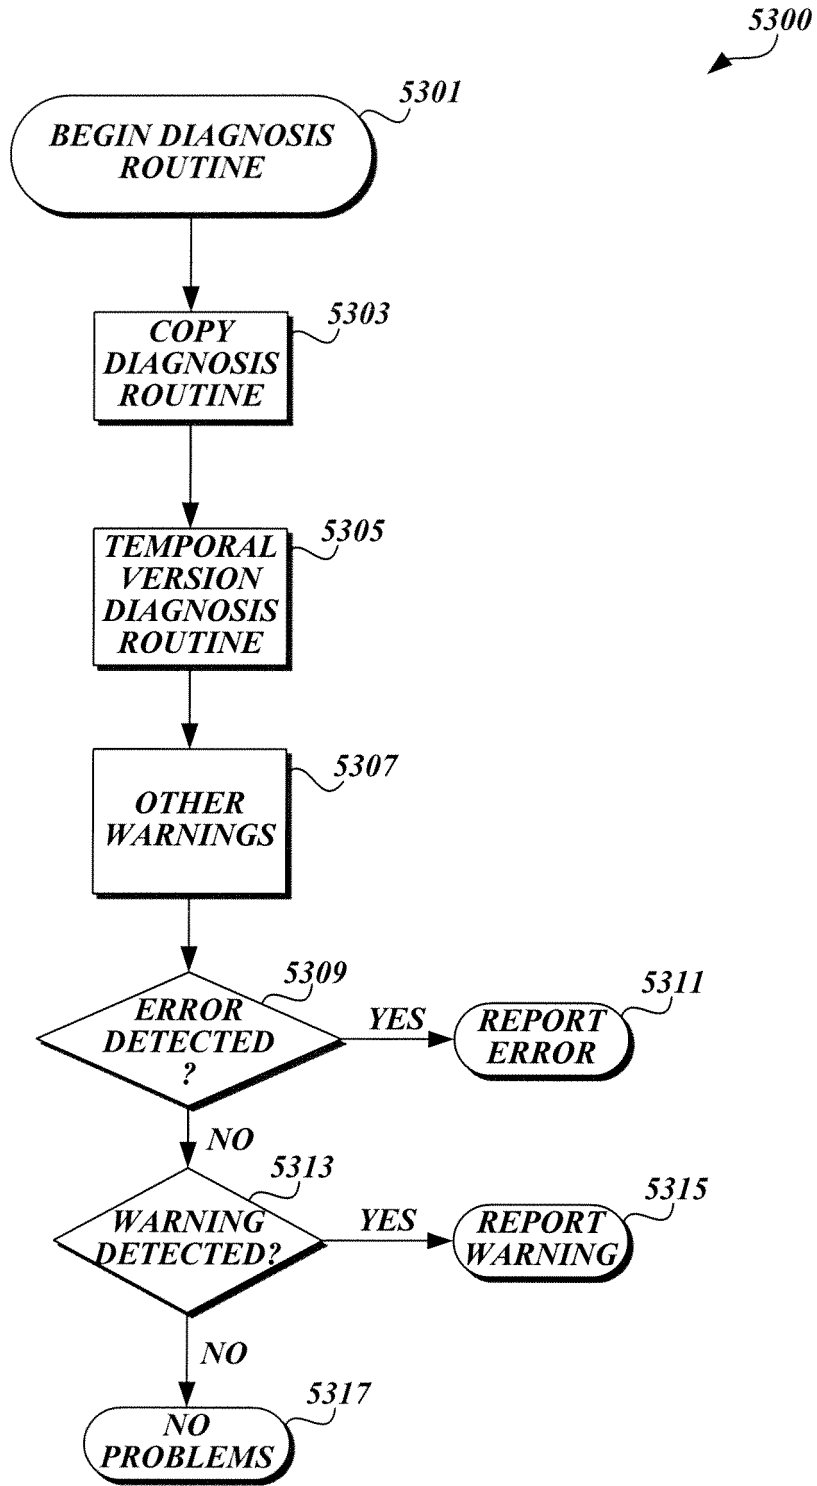 5300
5301
BEGIN DIAGNOSIS
ROUTINE
5303
COPY
DIAGNOSIS
ROUTINE
5305
TEMPORAL
VERSION
DIAGNOSIS
ROUTINE
5307
OTHER
WARNINGS
5309
ERROR
DETECTED
?
YES
5311
REPORT
ERROR
NO
5313
WARNING
DETECTED?
YES
5315
REPORT
WARNING
NO
5317
NO
PROBLEMS